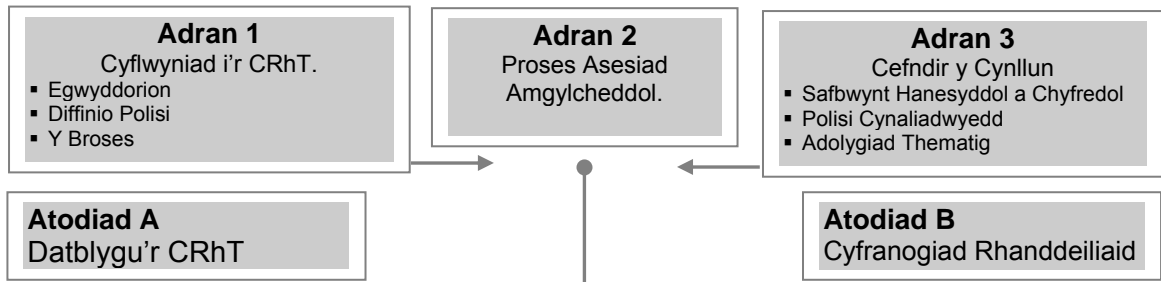 Adran 1
Cyflwyniad i'r CRhT.
▪ Egwyddorion
▪ Diffinio Polisi
▪ Y Broses
Adran 2
Proses Asesiad
Amgylcheddol.
Adran 3
Cefndir y Cynllun
▪ Safbwynt Hanesyddol a Chyfredol
▪ Polisi Cynaliadwyedd
▪ Adolygiad Thematig
Atodiad A
Datblygu'r CRhT
Atodiad B
Cyfranogiad Rhanddeiliaid